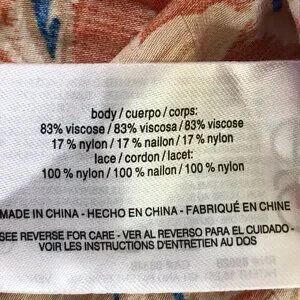 body / cuerpo / corps:
83% viscose / 83% viscosa / 83% viscose
17 % nylon / 17 % nailon / 17 % nylon
lace / cordon / lacet:
100 % nylon / 100 % nailon / 100 % nylon
MADE IN CHINA - HECHO EN CHINA - FABRIQUÉ EN CHINE
SEE REVERSE FOR CARE - VER AL REVERSO PARA EL CUIDADO -
VOIR LES INSTRUCTIONS D'ENTRETIEN AU DOS